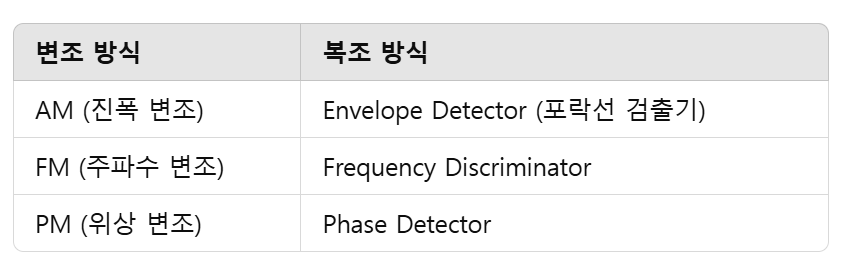 변조 방식 복조 방식
AM (진폭 변조) Envelope Detector (포락선 검출기)
FM (주파수 변조) Frequency Discriminator
PM (위상 변조) Phase Detector